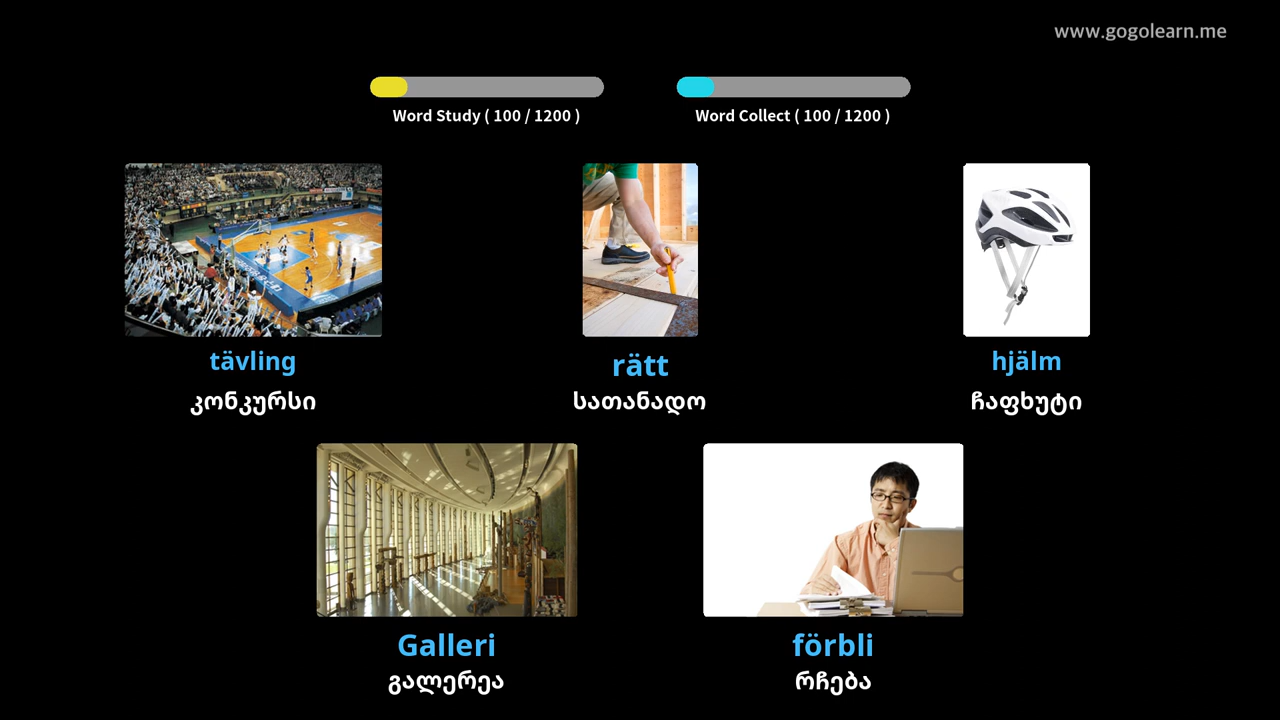 www.gogolearn.me
Word Study ( 100 / 1200 )
Word Collect ( 100 / 1200 )
tävling
კონკურსი
rätt
სათანადო
hjälm
ჩაფხუტი
Galleri
გალერეა
förbli
რჩება